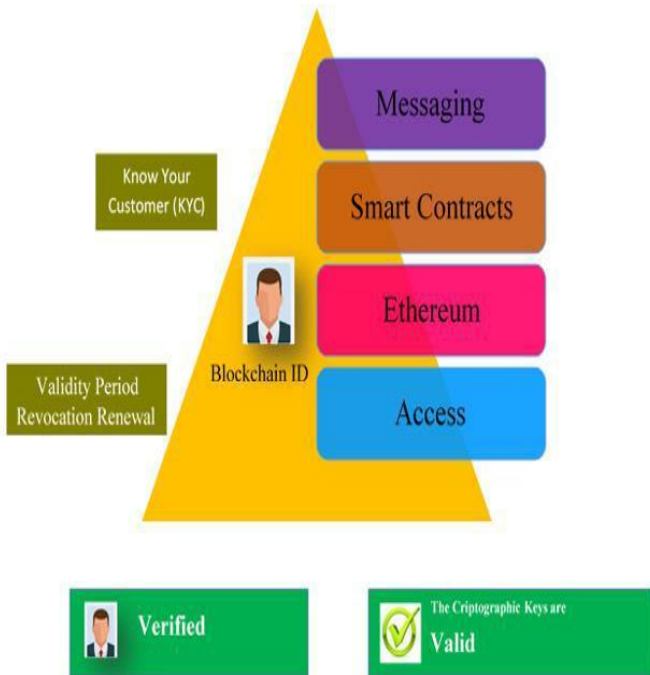 Messaging
Know Your
Customer (KYC)
Smart Contracts
Ethereum
Blockchain ID
Validity Period
Revocation Renewal
Access
Verified
The Criptographic Keys are
Valid